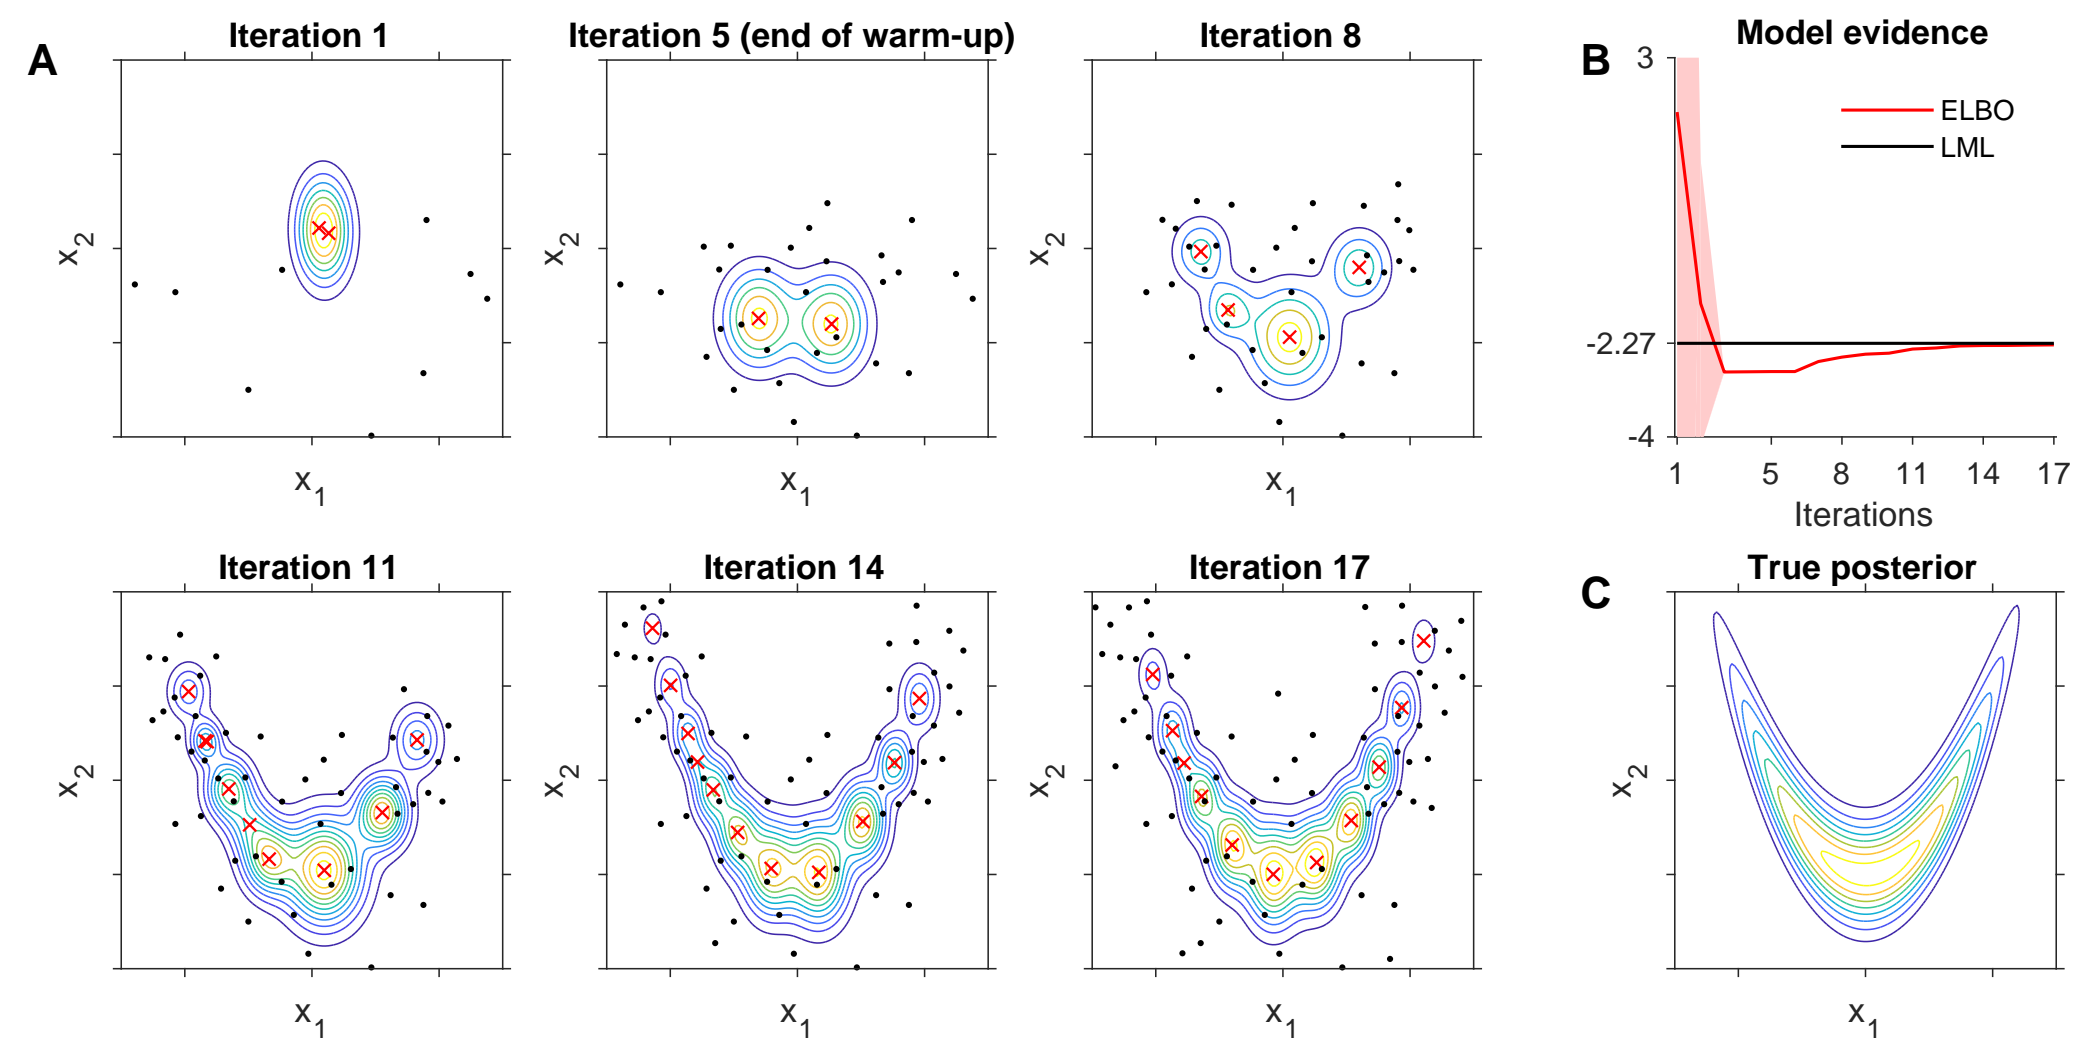 A
Iteration 1
x2
x1
Iteration 5 (end of warm-up)
x2
x1
Iteration 8
x2
x1
B
Model evidence
3
-2.27
-4
ELBO
LML
1 5 8 11 14 17
Iterations
Iteration 11
x2
x1
Iteration 14
x2
x1
Iteration 17
x2
x1
C
True posterior
x2
x1